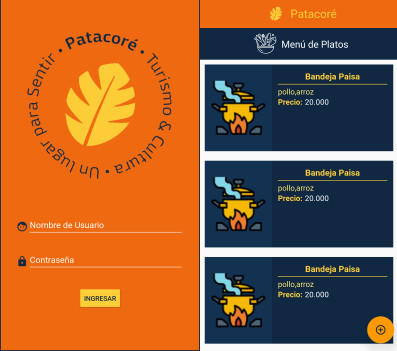 Patacoré • Turismo & Cultura • Un lugar para Sentir •
Nombre de Usuario
Contraseña
INGRESAR
Patacoré
Menú de Platos
Bandeja Paisa
pollo,arroz
Precio: 20.000
Bandeja Paisa
pollo,arroz
Precio: 20.000
Bandeja Paisa
pollo,arroz
Precio: 20.000